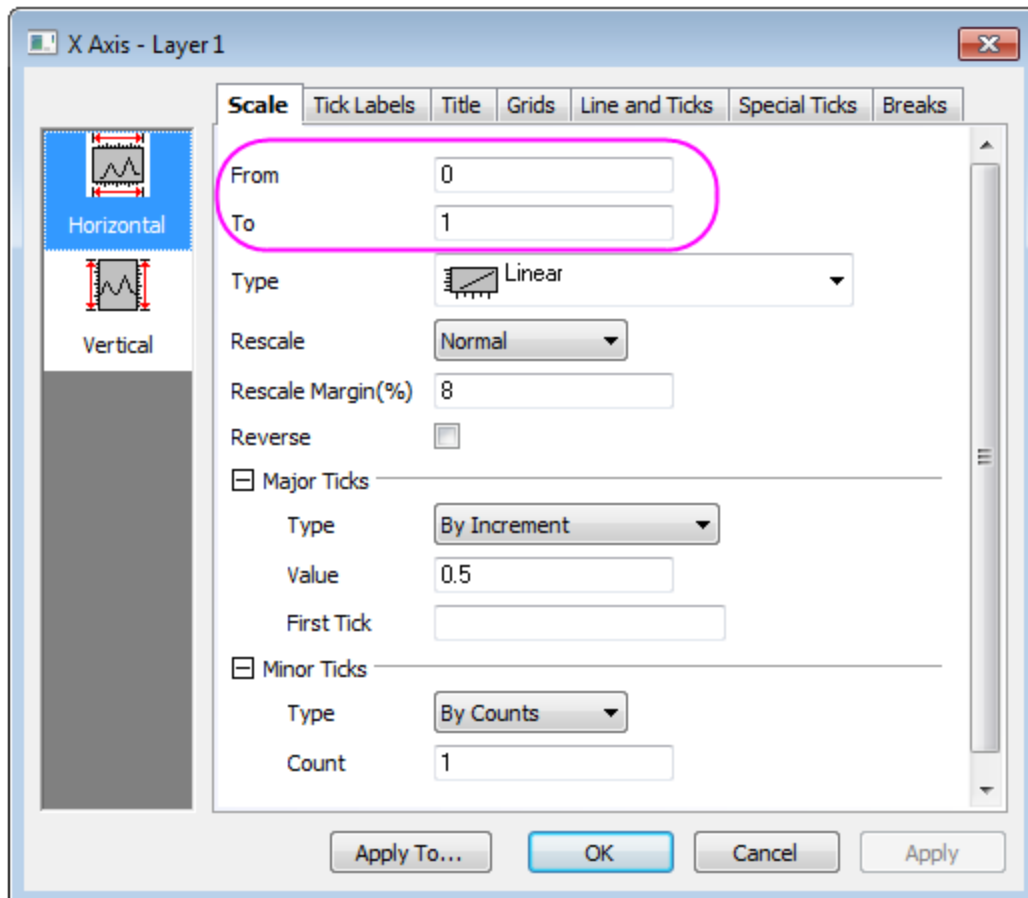 X Axis - Layer 1
Scale Tick Labels Title Grids Line and Ticks Special Ticks Breaks
Horizontal
Vertical
From 0
To 1
Type Linear
Rescale Normal
Rescale Margin(%) 8
Reverse
Major Ticks
Type By Increment
Value 0.5
First Tick
Minor Ticks
Type By Counts
Count 1
Apply To... OK Cancel Apply